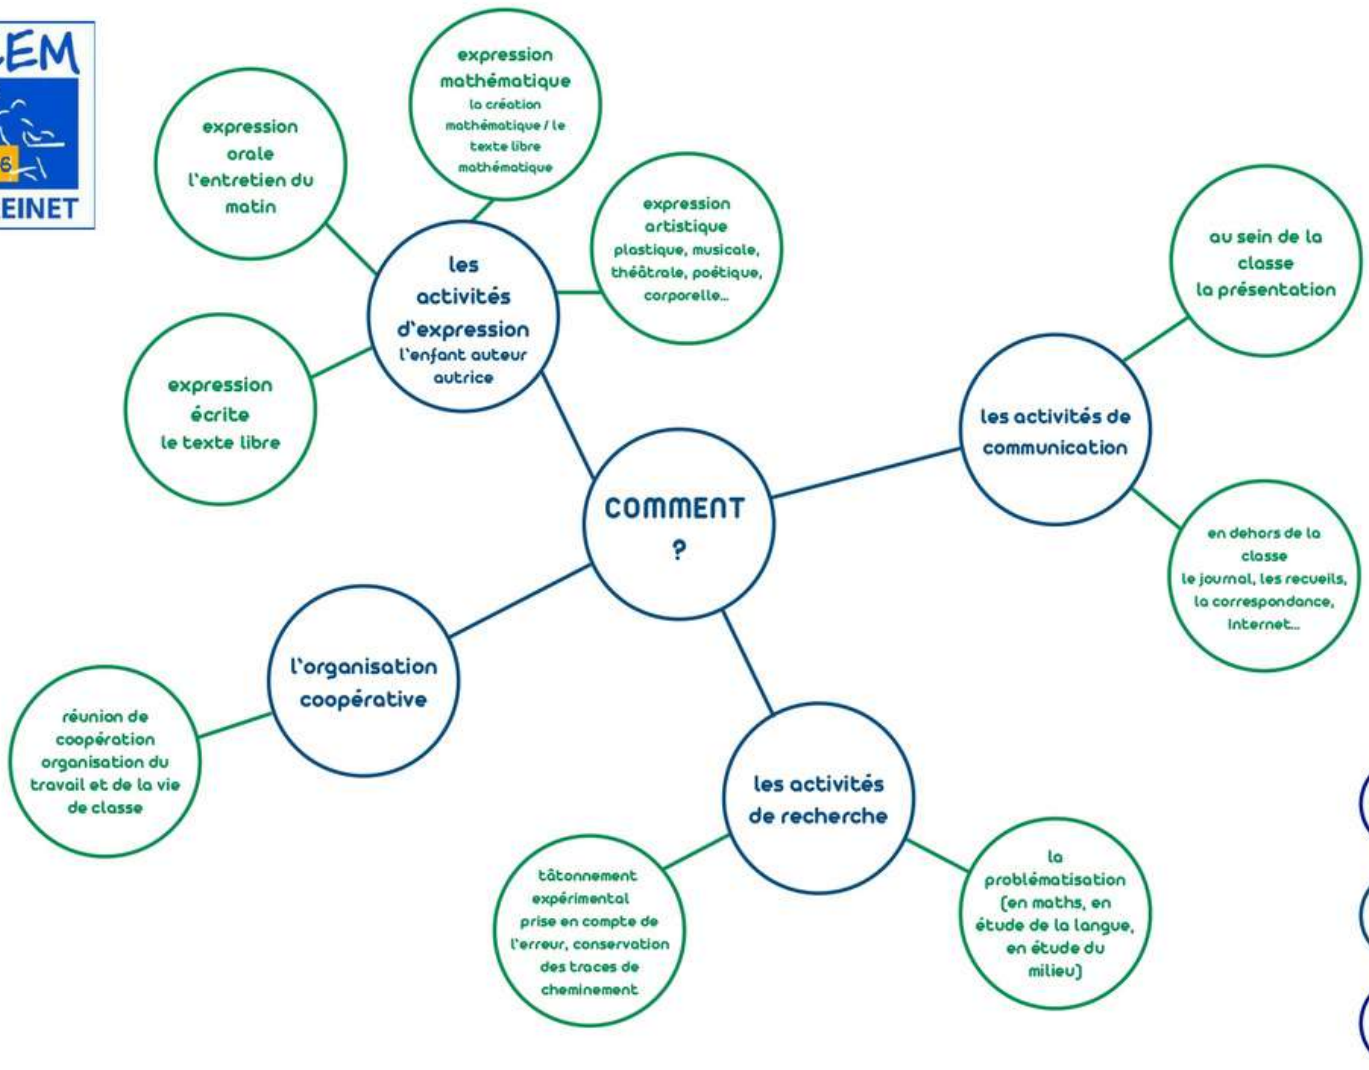 EM
6
EINET
expression
orale
l'entretien du
matin
expression
mathématique
la création
mathématique / le
texte libre
mathématique
expression
artistique
plastique, musicale,
théâtrale, poétique,
corporelle...
les
activités
d'expression
l'enfant auteur
autrice
expression
écrite
le texte libre
COMMENT
?
les activités de
communication
au sein de la
classe
la présentation
en dehors de la
classe
le journal, les recueils,
la correspondance,
Internet...
l'organisation
coopérative
réunion de
coopération
organisation du
travail et de la vie
de classe
les activités
de recherche
tâtonnement
expérimental
prise en compte de
l'erreur, conservation
des traces de
cheminement
la
problématisation
(en maths, en
étude de la langue,
en étude du
milieu)